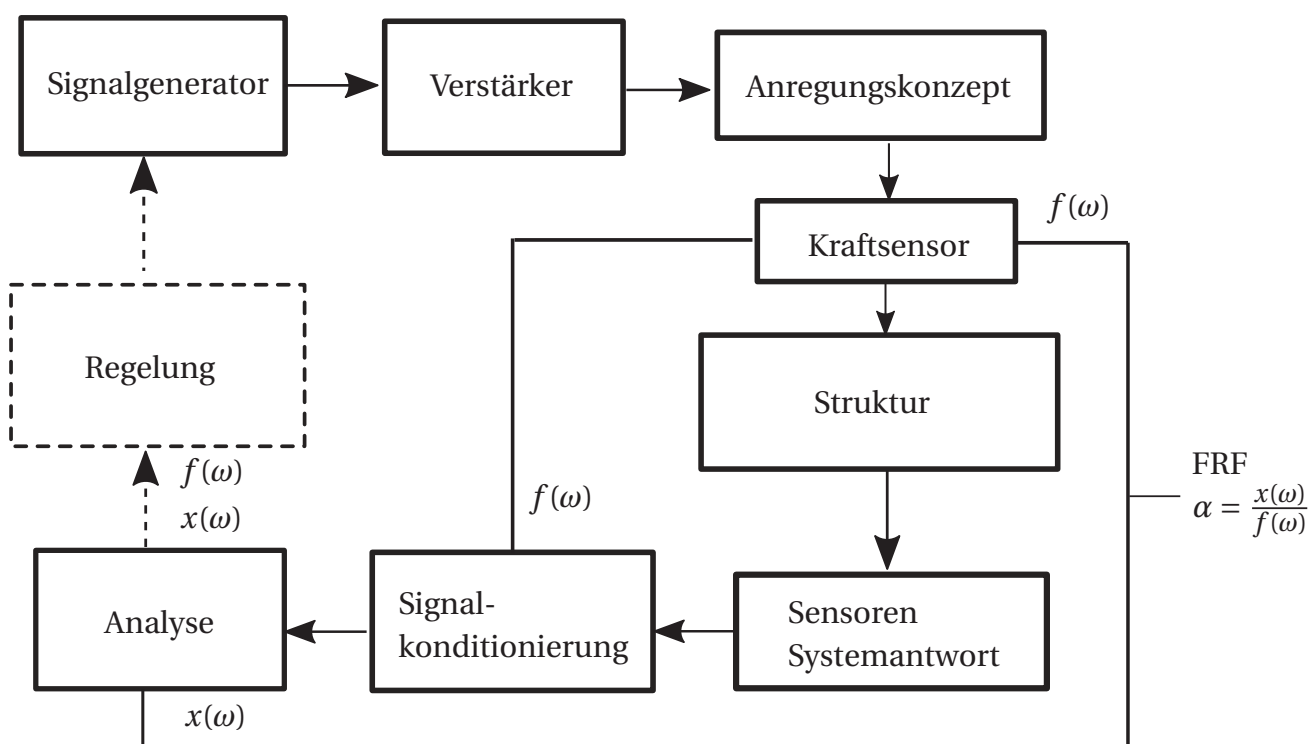 Signalgenerator
Verstärker
Anregungskonzept
Kraftsensor
f(ω)
Regelung
Struktur
f(ω)
x(ω)
f(ω)
FRF
α = x(ω)/f(ω)
Analyse
Signal-
konditionierung
Sensoren
Systemantwort
x(ω)